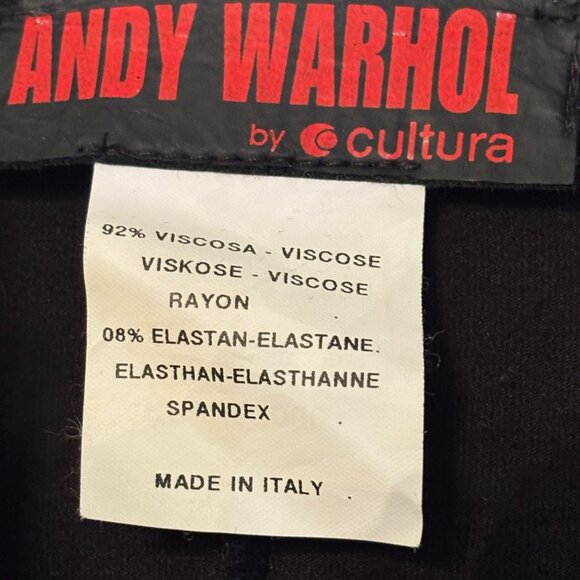 ANDY WARHOL
by cultura
92% VISCOSA - VISCOSE
VISKOSE - VISCOSE
RAYON
08% ELASTAN-ELASTANE.
ELASTHAN-ELASTHANNE
SPANDEX
MADE IN ITALY